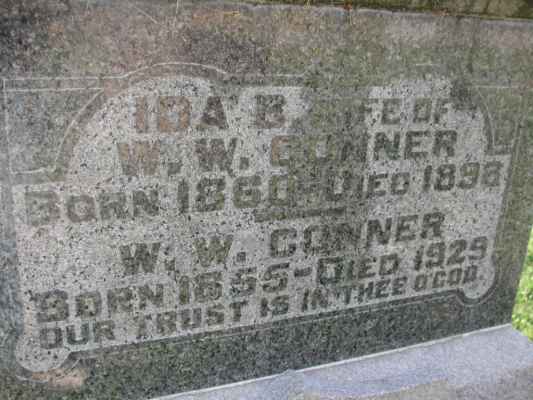 IDA B. WIFE OF
W. W. CONNER
BORN 1860 - DIED 1898
W. W. CONNER
BORN 1855 - DIED 1929
OUR TRUST IS IN THEE O'GOD.